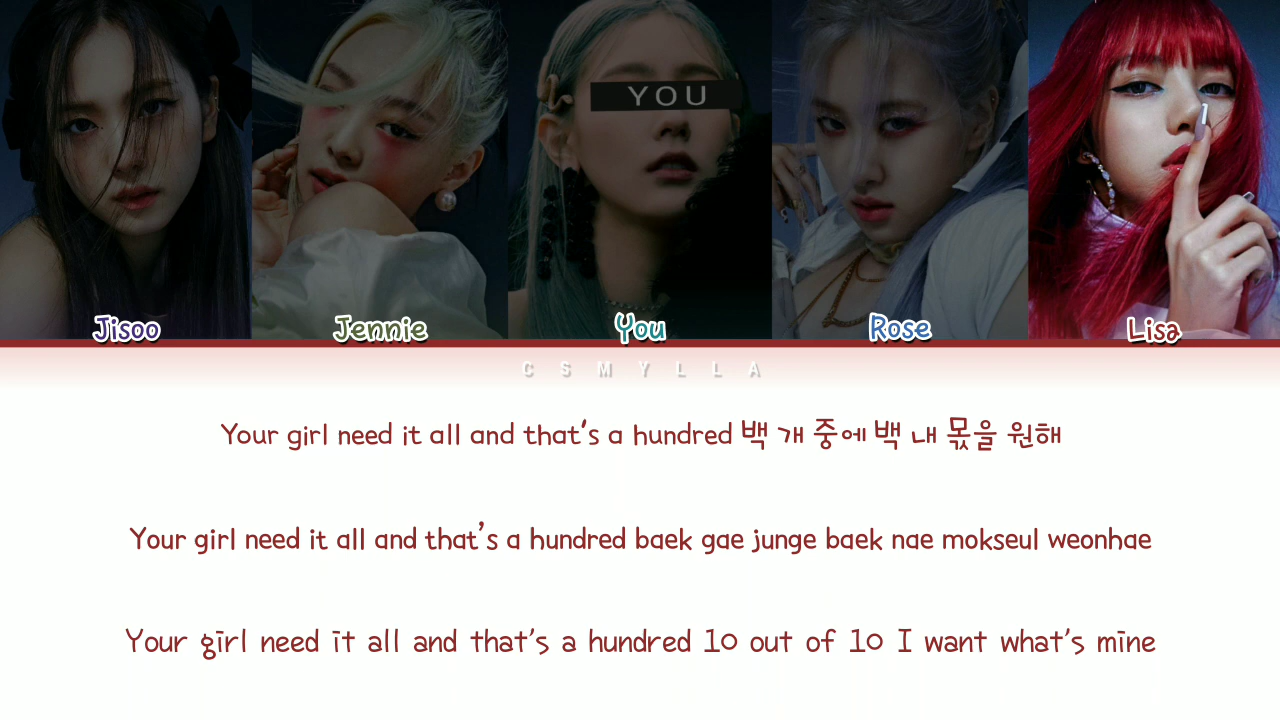 YOU
Jisoo Jennie You Rose Lisa
CSMYLLA
Your girl need it all and that's a hundred 백 개 중에 백 내 몫을 원해
Your girl need it all and that's a hundred baek gae junge baek nae mokseul weonhae
Your girl need it all and that's a hundred 10 out of 10 I want what's mine